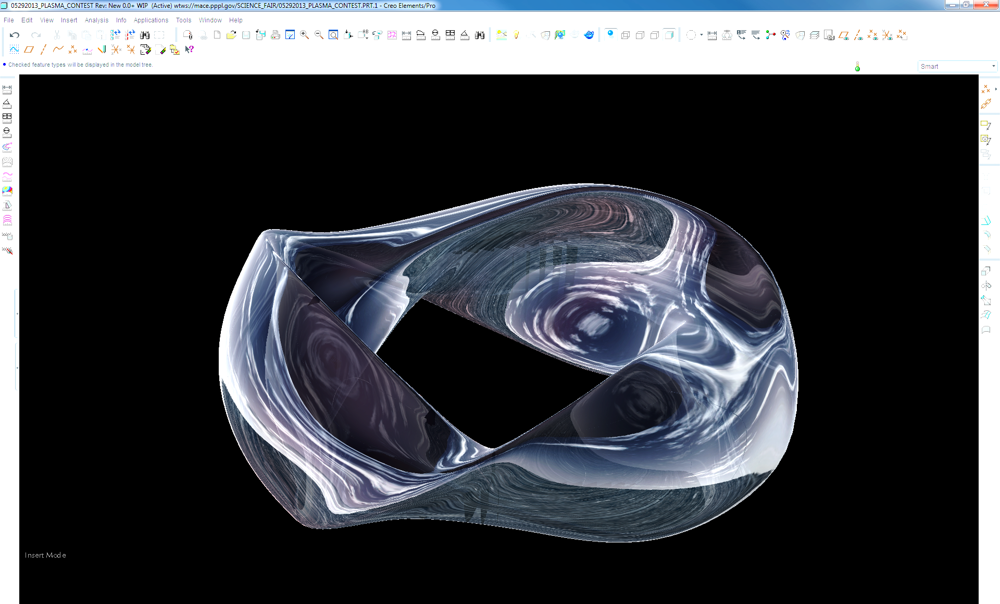 05292013_PLASMA_CONTEST Rev: New 0.0+ WIP (Active) wtws://mace.pppl.gov/SCIENCE_FAIR/05292013_PLASMA_CONTEST.PRT.1 - Creo Elements/Pro
File Edit View Insert Analysis Info Applications Tools Window Help
Checked feature types will be displayed in the model tree.
Smart
Insert Mode